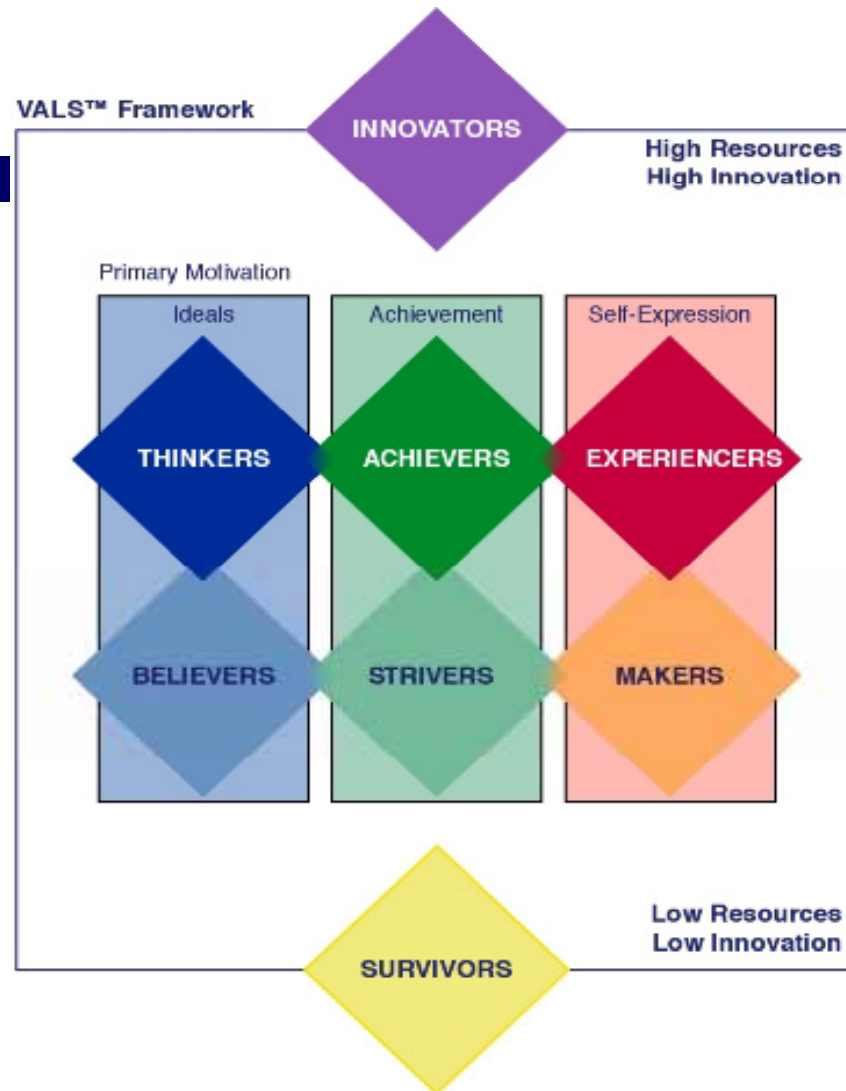 VALS™ Framework
INNOVATORS
High Resources
High Innovation
Primary Motivation
Ideals
Achievement
Self-Expression
THINKERS
ACHIEVERS
EXPERIENCERS
BELIEVERS
STRIVERS
MAKERS
Low Resources
Low Innovation
SURVIVORS